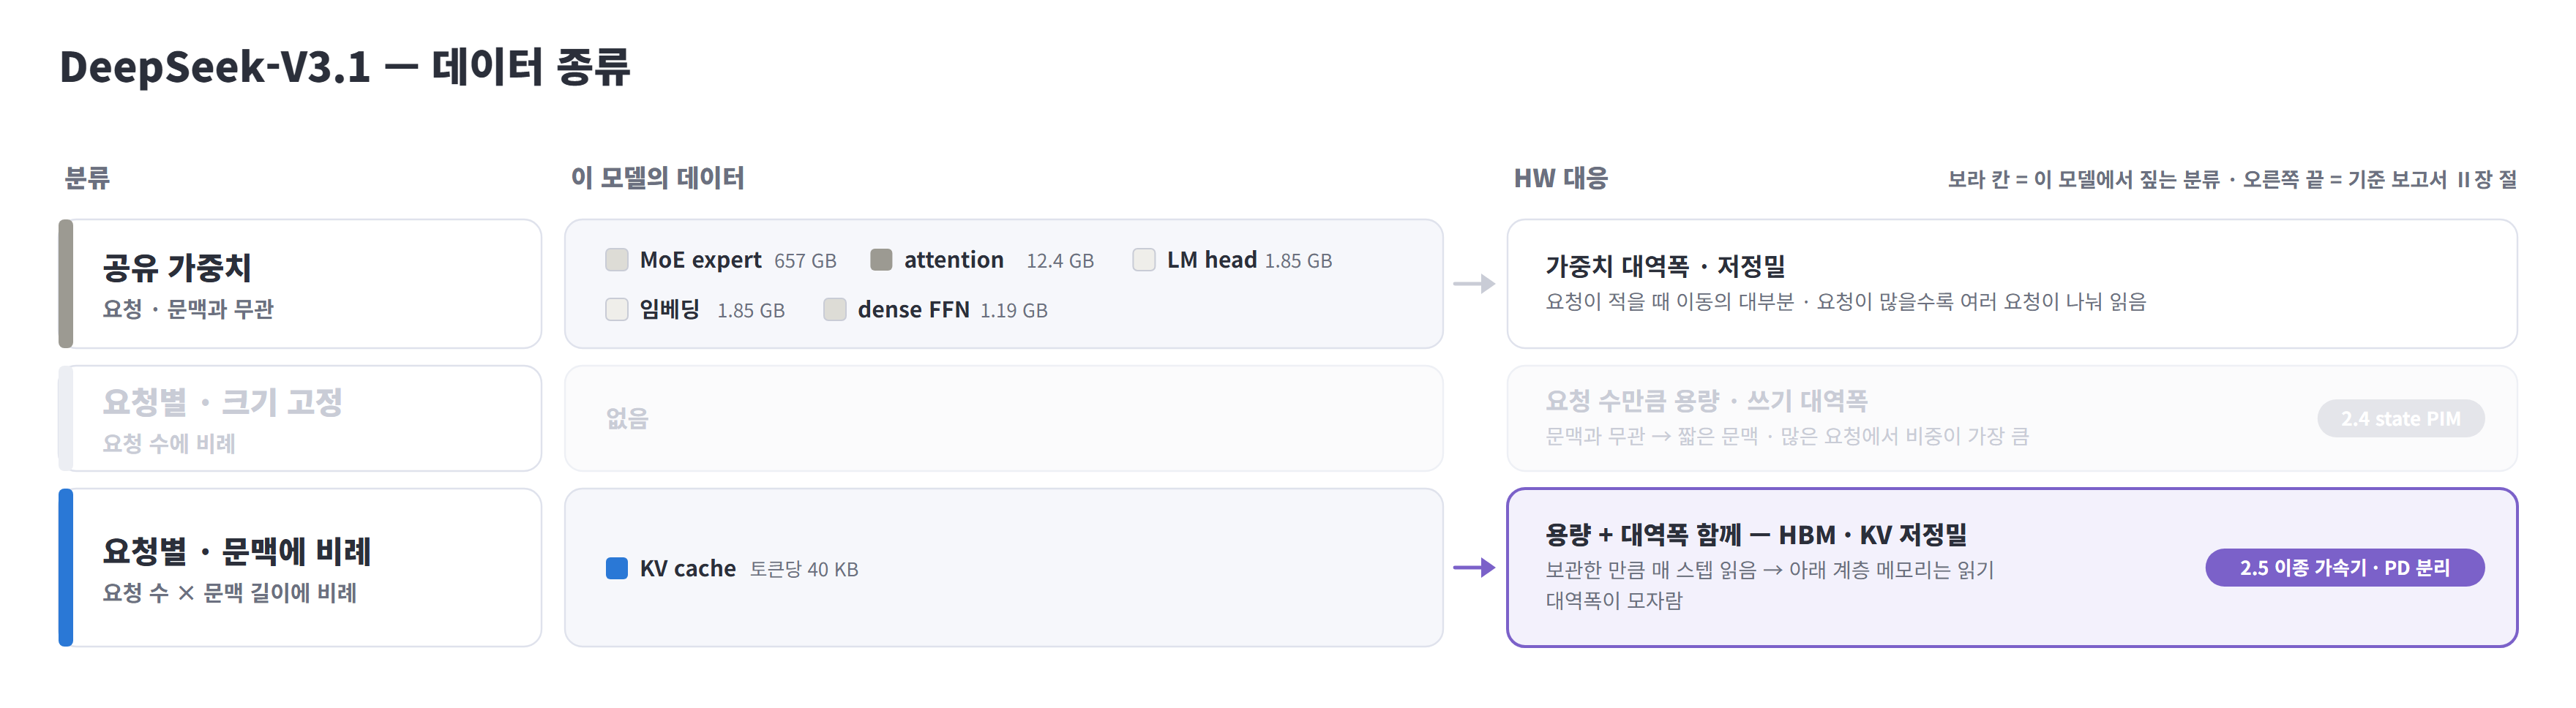 DeepSeek-V3.1 — 데이터 종류
분류
이 모델의 데이터
HW 대응
보라 칸 = 이 모델에서 짚는 분류 · 오른쪽 끝 = 기준 보고서 II장 절
공유 가중치
요청 · 문맥과 무관
MoE expert 657 GB attention 12.4 GB LM head 1.85 GB
임베딩 1.85 GB dense FFN 1.19 GB
가중치 대역폭 · 저정밀
요청이 적을 때 이동의 대부분 · 요청이 많을수록 여러 요청이 나눠 읽음
요청별 · 크기 고정
요청 수에 비례
없음
요청 수만큼 용량 · 쓰기 대역폭
문맥과 무관 → 짧은 문맥 · 많은 요청에서 비중이 가장 큼
2.4 state PIM
요청별 · 문맥에 비례
요청 수 × 문맥 길이에 비례
KV cache 토큰당 40 KB
용량 + 대역폭 함께 — HBM · KV 저정밀
보관한 만큼 매 스텝 읽음 → 아래 계층 메모리는 읽기
대역폭이 모자람
2.5 이종 가속기 · PD 분리